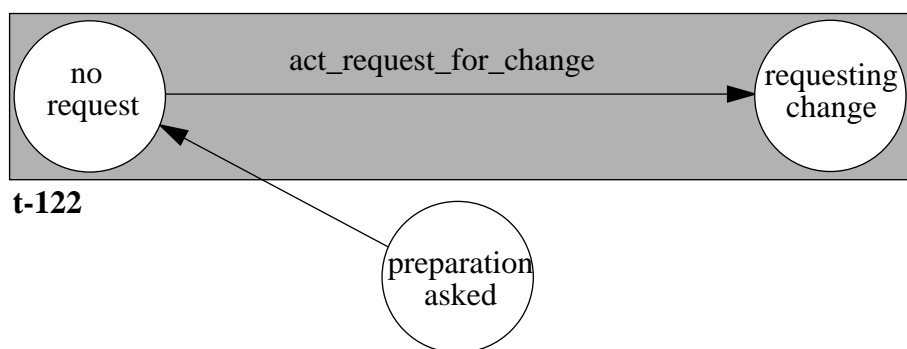 no
request
act_request_for_change
requesting
change
t-122
preparation
asked